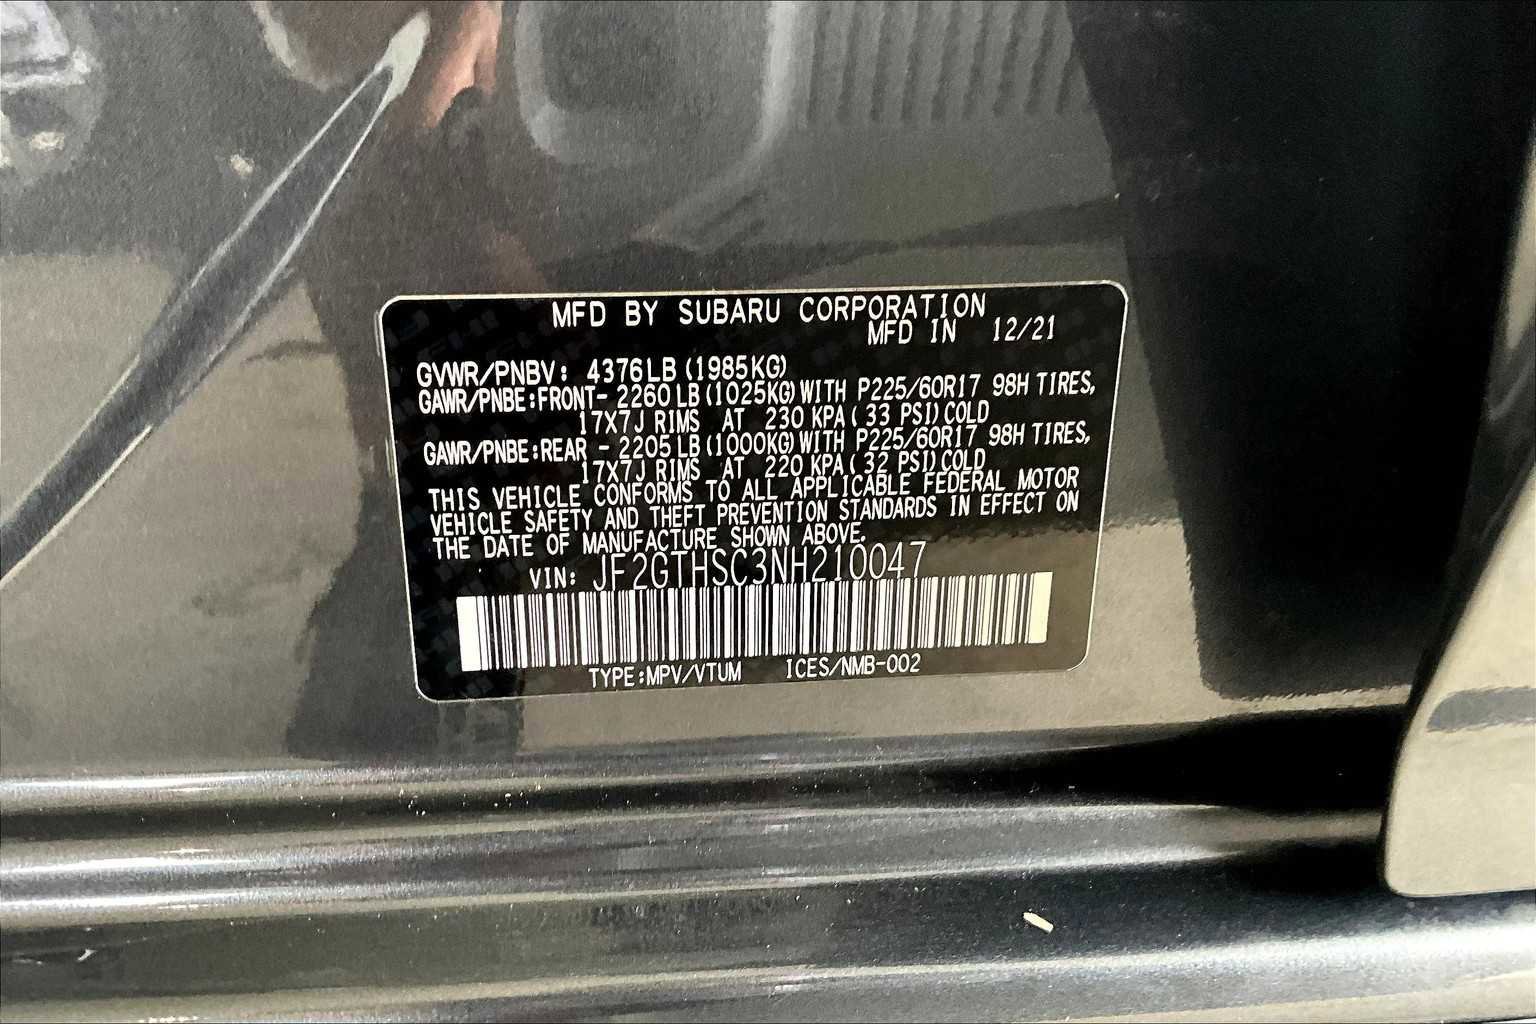 MFD BY SUBARU CORPORATION
MFD IN 12/21
GVWR/PNBV: 4376LB (1985KG)
GAWR/PNBE:FRONT- 2260 LB (1025KG) WITH P225/60R17 98H TIRES,
17X7J RIMS AT 230 KPA ( 33 PSI) COLD
GAWR/PNBE:REAR - 2205 LB (1000KG) WITH P225/60R17 98H TIRES,
17X7J RIMS AT 220 KPA ( 32 PSI) COLD
THIS VEHICLE CONFORMS TO ALL APPLICABLE FEDERAL MOTOR
VEHICLE SAFETY AND THEFT PREVENTION STANDARDS IN EFFECT ON
THE DATE OF MANUFACTURE SHOWN ABOVE.
VIN: JF2GTHSC3NH210047
TYPE:MPV/VTUM ICES/NMB-002